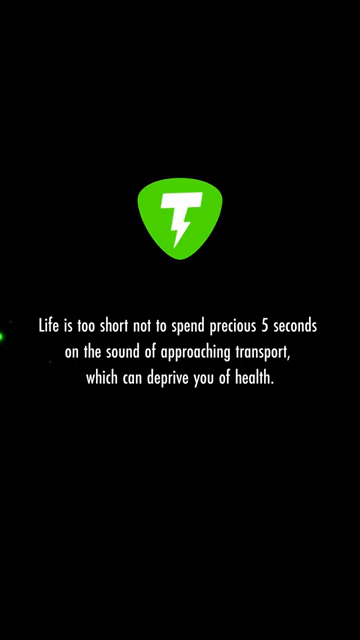 T
Life is too short not to spend precious 5 seconds
on the sound of approaching transport,
which can deprive you of health.